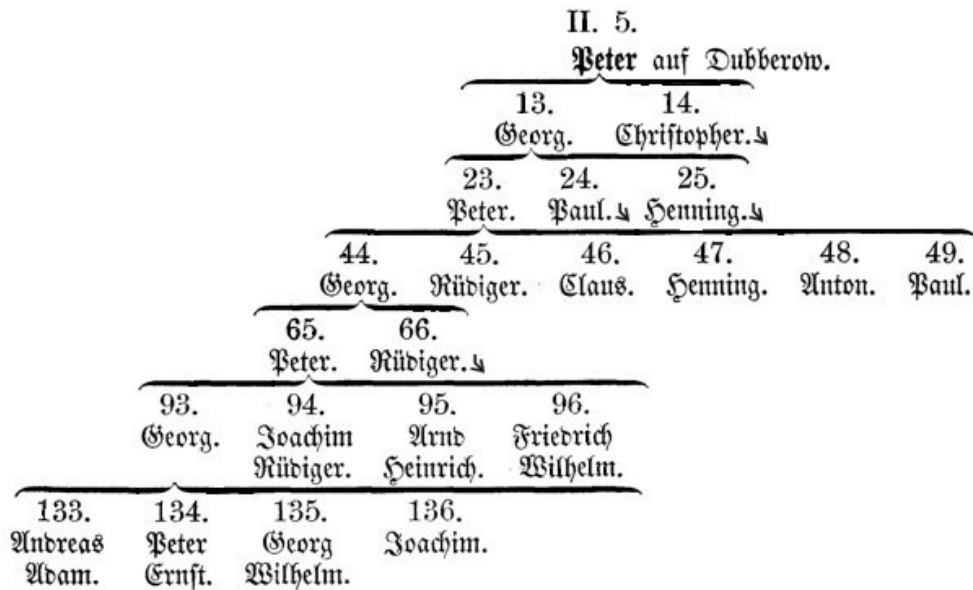 II. 5.
Peter auf Dubberow.
13. 14.
Georg. Christopher.
23. 24. 25.
Peter. Paul. Henning.
44. 45. 46. 47. 48. 49.
Georg. Rüdiger. Claus. Henning. Anton. Paul.
65. 66.
Peter. Rüdiger.
93. 94. 95. 96.
Georg. Joachim Arnd Friedrich
Rüdiger. Heinrich. Wilhelm.
133. 134. 135. 136.
Andreas Peter Georg Joachim.
Adam. Ernst. Wilhelm.